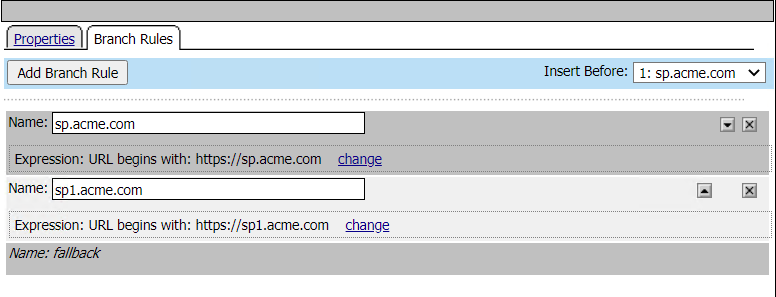 Properties Branch Rules
Add Branch Rule Insert Before: 1: sp.acme.com
Name: sp.acme.com
Expression: URL begins with: https://sp.acme.com change
Name: sp1.acme.com
Expression: URL begins with: https://sp1.acme.com change
Name: fallback